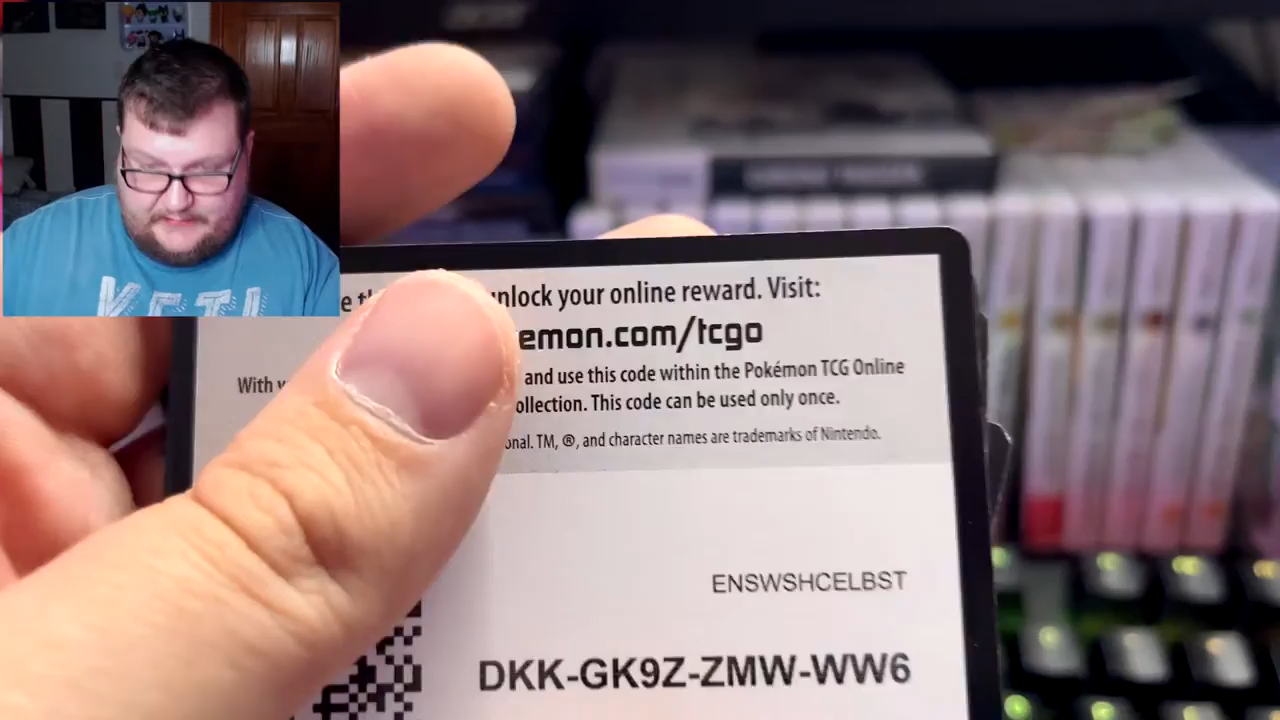 YETI
unlock your online reward. Visit:
emon.com/tcgo
With
and use this code within the Pokémon TCG Online
ollection. This code can be used only once.
onal. TM, ®, and character names are trademarks of Nintendo.
ENSWSHCELBST
DKK-GK9Z-ZMW-WW6